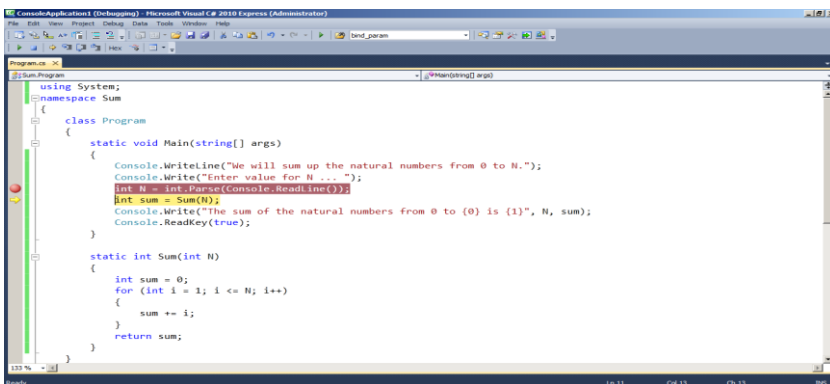 ConsoleApplication1 (Debugging) - Microsoft Visual C# 2010 Express (Administrator)
File Edit View Project Debug Data Tools Window Help
bind_param
Hex
Program.cs
Sum.Program
Main(string[] args)
using System;
namespace Sum
{
class Program
{
static void Main(string[] args)
{
Console.WriteLine("We will sum up the natural numbers from 0 to N.");
Console.Write("Enter value for N ... ");
int N = int.Parse(Console.ReadLine());
int sum = Sum(N);
Console.Write("The sum of the natural numbers from 0 to {0} is {1}", N, sum);
Console.ReadKey(true);
}
static int Sum(int N)
{
int sum = 0;
for (int i = 1; i <= N; i++)
{
sum += i;
}
return sum;
}
}
133 %
Ready Ln 11 Col 13 Ch 13 INS